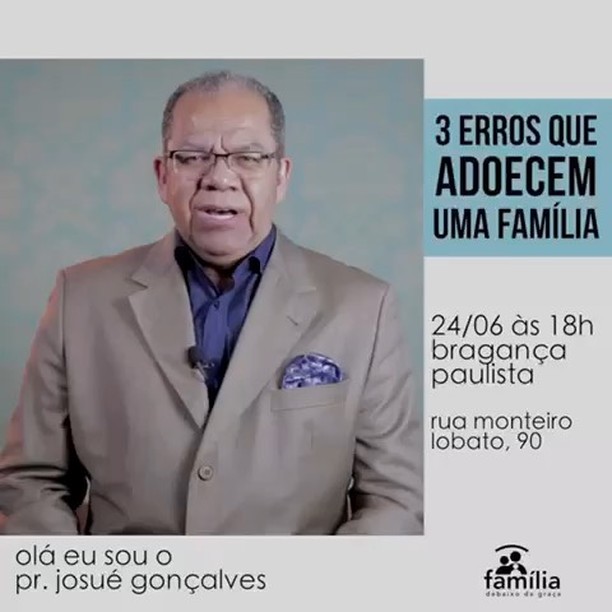 3 ERROS QUE
ADOECEM
UMA FAMÍLIA
24/06 às 18h
bragança
paulista
rua monteiro
lobato, 90
olá eu sou o
pr. josué gonçalves
família
debaixo da graça